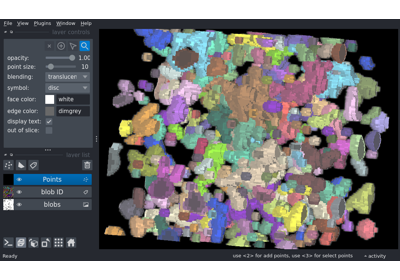 File View Plugins Window Help
layer controls
opacity: 1.00
point size: 10
blending: translucen
symbol: disc
face color: white
edge color: dimgrey
display text:
out of slice:
layer list
Points
blob ID
blobs
Ready use <2> for add points, use <3> for select points activity